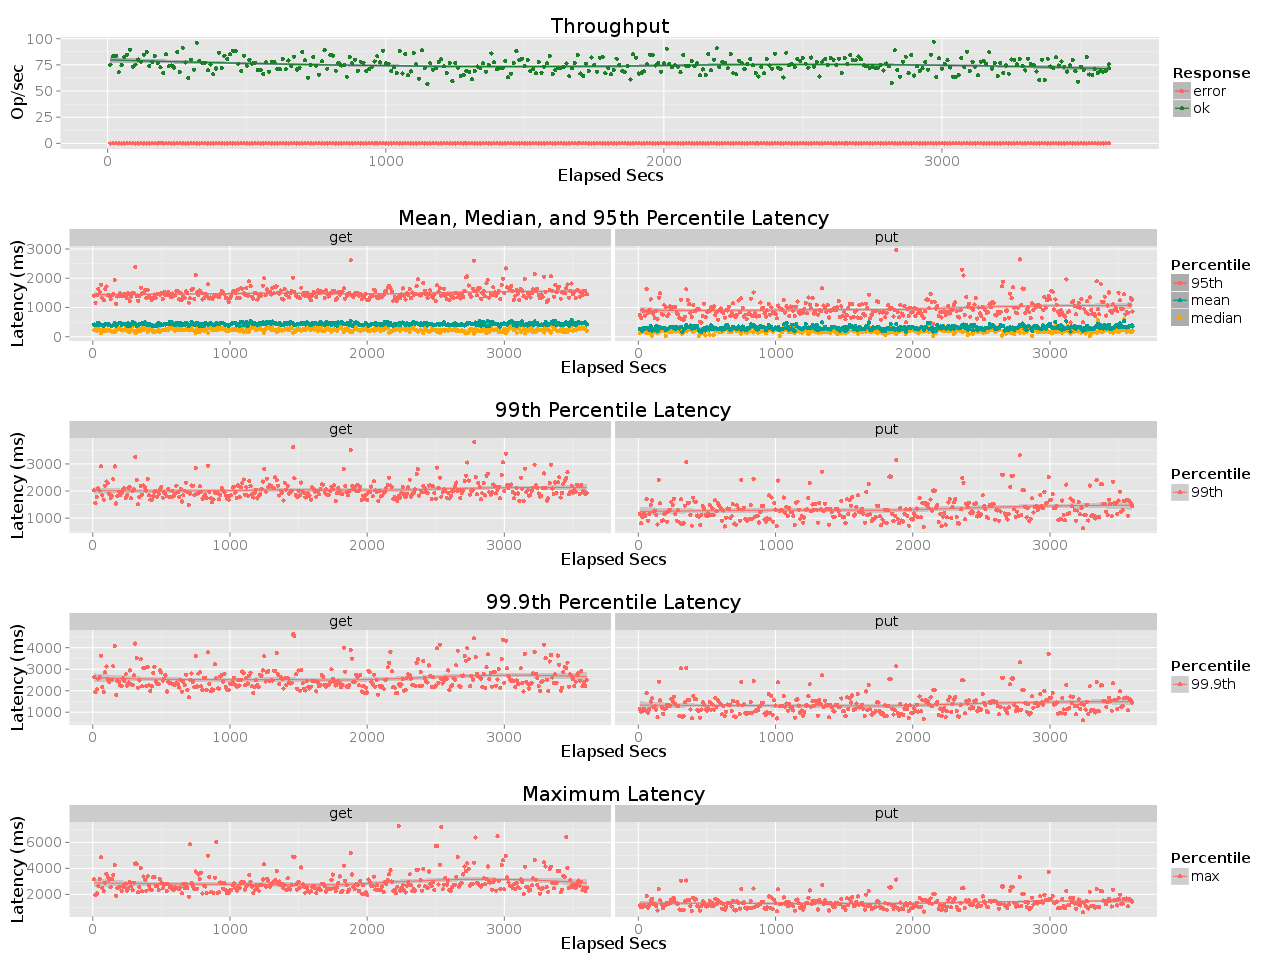 Throughput
Op/sec
100
75
50
25
0
0 1000 2000 3000
Elapsed Secs
Response
error
ok
Mean, Median, and 95th Percentile Latency
get put
Latency (ms)
3000
2000
1000
0
0 1000 2000 3000 0 1000 2000 3000
Elapsed Secs
Percentile
95th
mean
median
99th Percentile Latency
get put
Latency (ms)
3000
2000
1000
0 1000 2000 3000 0 1000 2000 3000
Elapsed Secs
Percentile
99th
99.9th Percentile Latency
get put
Latency (ms)
4000
3000
2000
1000
0 1000 2000 3000 0 1000 2000 3000
Elapsed Secs
Percentile
99.9th
Maximum Latency
get put
Latency (ms)
6000
4000
2000
0 1000 2000 3000 0 1000 2000 3000
Elapsed Secs
Percentile
max